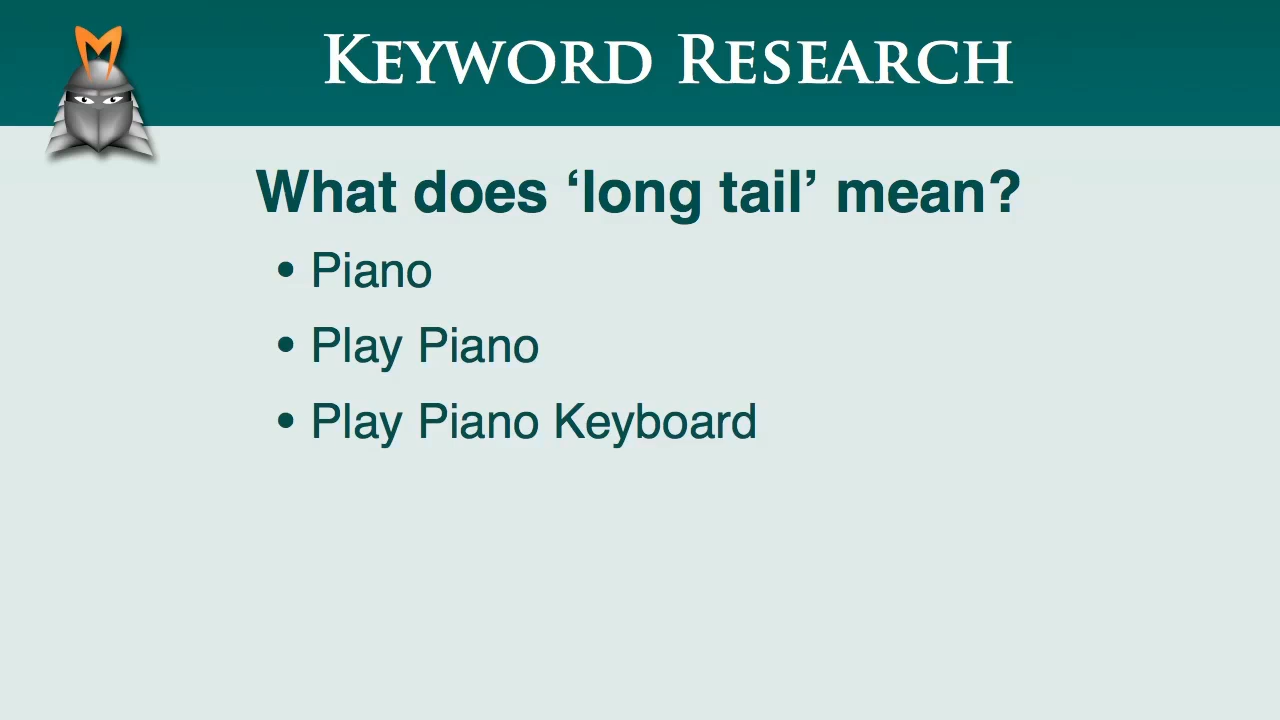 Keyword Research
What does ‘long tail’ mean?
• Piano
• Play Piano
• Play Piano Keyboard